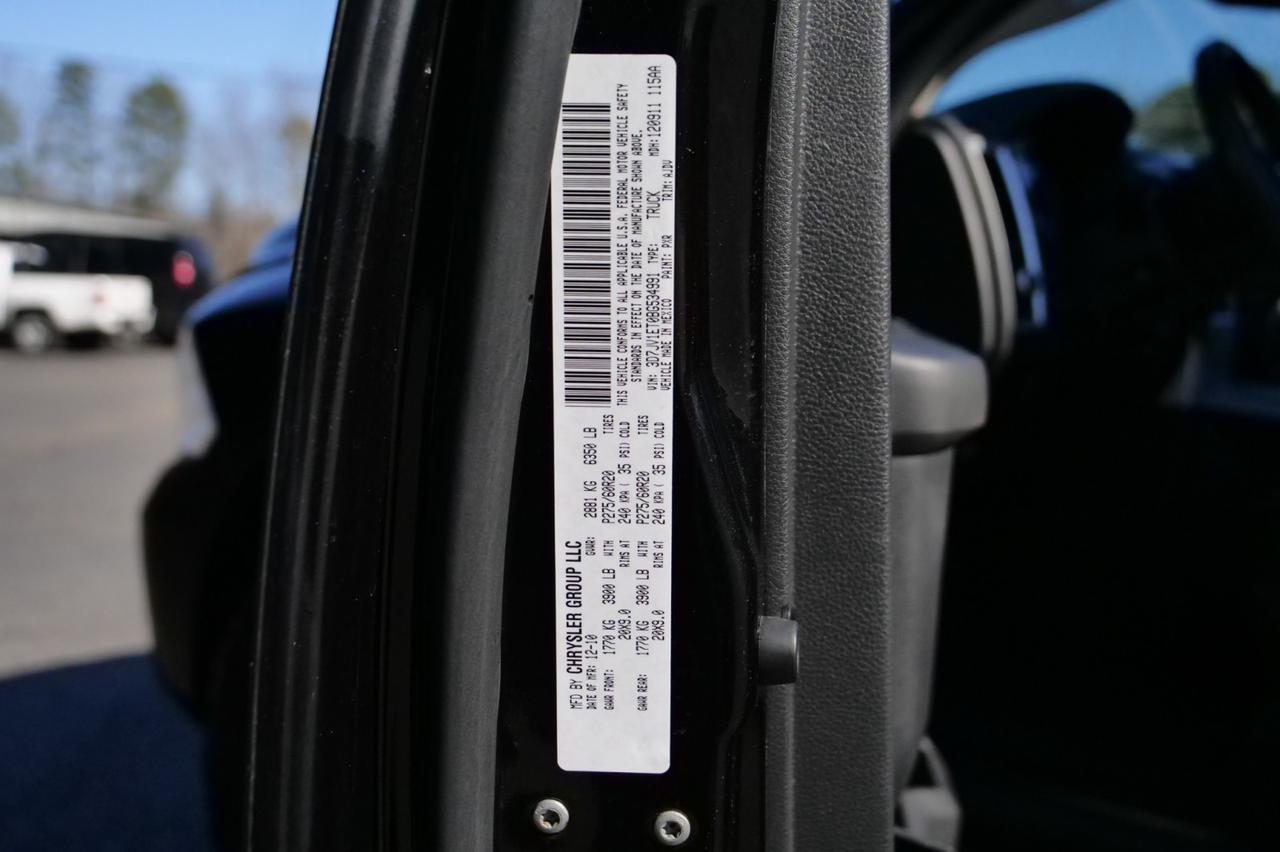 MFD BY CHRYSLER GROUP LLC
DATE OF MFR: 12-10 GVWR: 2881 KG 6350 LB
GAWR FRONT: 1770 KG 3900 LB WITH P275/60R20 TIRES
20X9.0 RIMS AT 240 KPA ( 35 PSI) COLD
GAWR REAR: 1770 KG 3900 LB WITH P275/60R20 TIRES
20X9.0 RIMS AT 240 KPA ( 35 PSI) COLD
THIS VEHICLE CONFORMS TO ALL APPLICABLE U.S.A. FEDERAL MOTOR VEHICLE SAFETY
STANDARDS IN EFFECT ON THE DATE OF MANUFACTURE SHOWN ABOVE.
VIN: 3D7JV1ET0BG534991 TYPE: TRUCK MDH: 120911 115AA
VEHICLE MADE IN MEXICO PAINT: PXR TRIM: AJDV